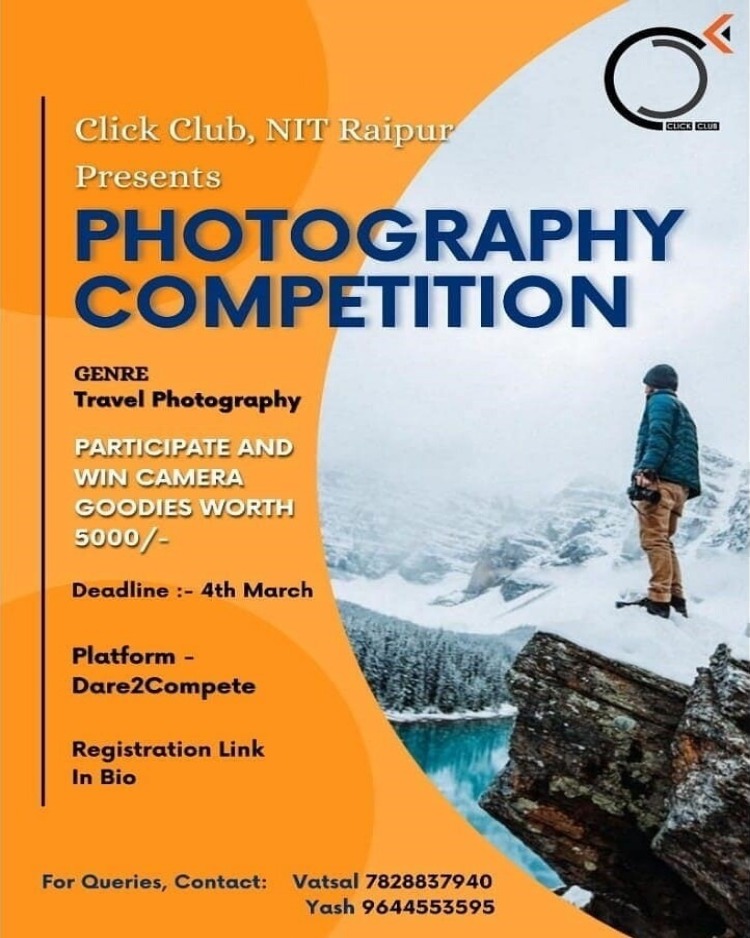 CLICK CLUB
Click Club, NIT Raipur
Presents
PHOTOGRAPHY
COMPETITION
GENRE
Travel Photography
PARTICIPATE AND
WIN CAMERA
GOODIES WORTH
5000/-
Deadline :- 4th March
Platform -
Dare2Compete
Registration Link
In Bio
For Queries, Contact: Vatsal 7828837940
Yash 9644553595